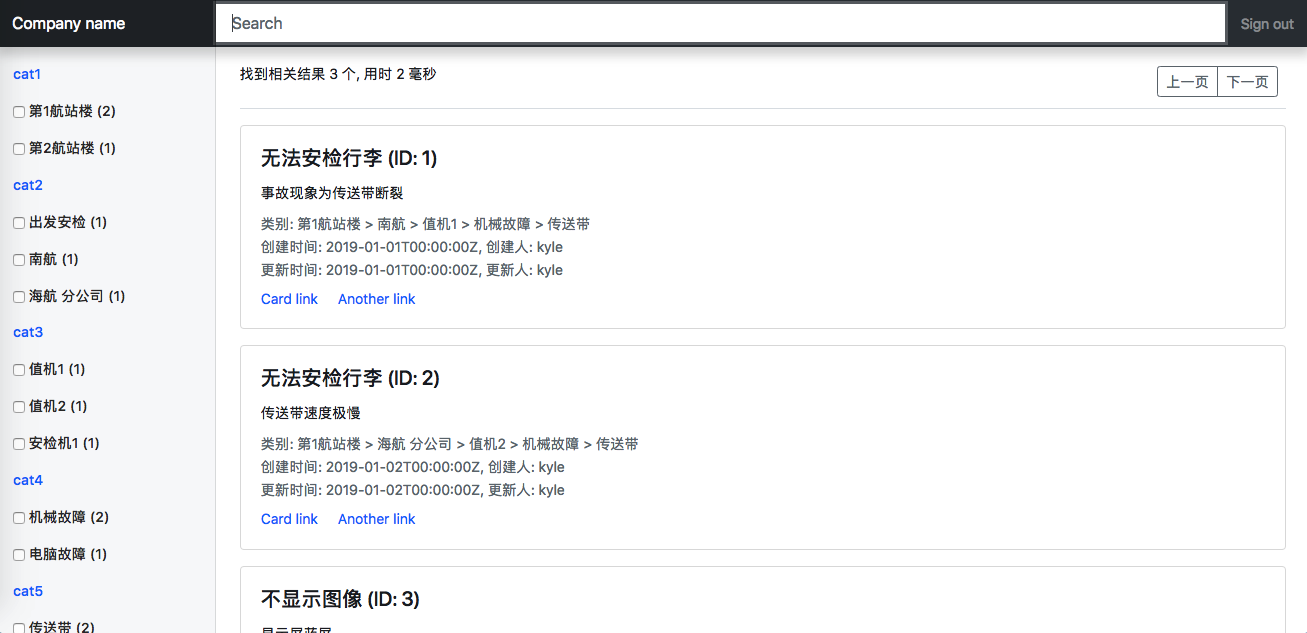 Company name
Search
Sign out
cat1
第1航站楼 (2)
第2航站楼 (1)
cat2
出发安检 (1)
南航 (1)
海航 分公司 (1)
cat3
值机1 (1)
值机2 (1)
安检机1 (1)
cat4
机械故障 (2)
电脑故障 (1)
cat5
传送带 (2)
找到相关结果 3 个, 用时 2 毫秒
上一页 下一页
无法安检行李 (ID: 1)
事故现象为传送带断裂
类别: 第1航站楼 > 南航 > 值机1 > 机械故障 > 传送带
创建时间: 2019-01-01T00:00:00Z, 创建人: kyle
更新时间: 2019-01-01T00:00:00Z, 更新人: kyle
Card link Another link
无法安检行李 (ID: 2)
传送带速度极慢
类别: 第1航站楼 > 海航 分公司 > 值机2 > 机械故障 > 传送带
创建时间: 2019-01-02T00:00:00Z, 创建人: kyle
更新时间: 2019-01-02T00:00:00Z, 更新人: kyle
Card link Another link
不显示图像 (ID: 3)
显示屏蓝屏